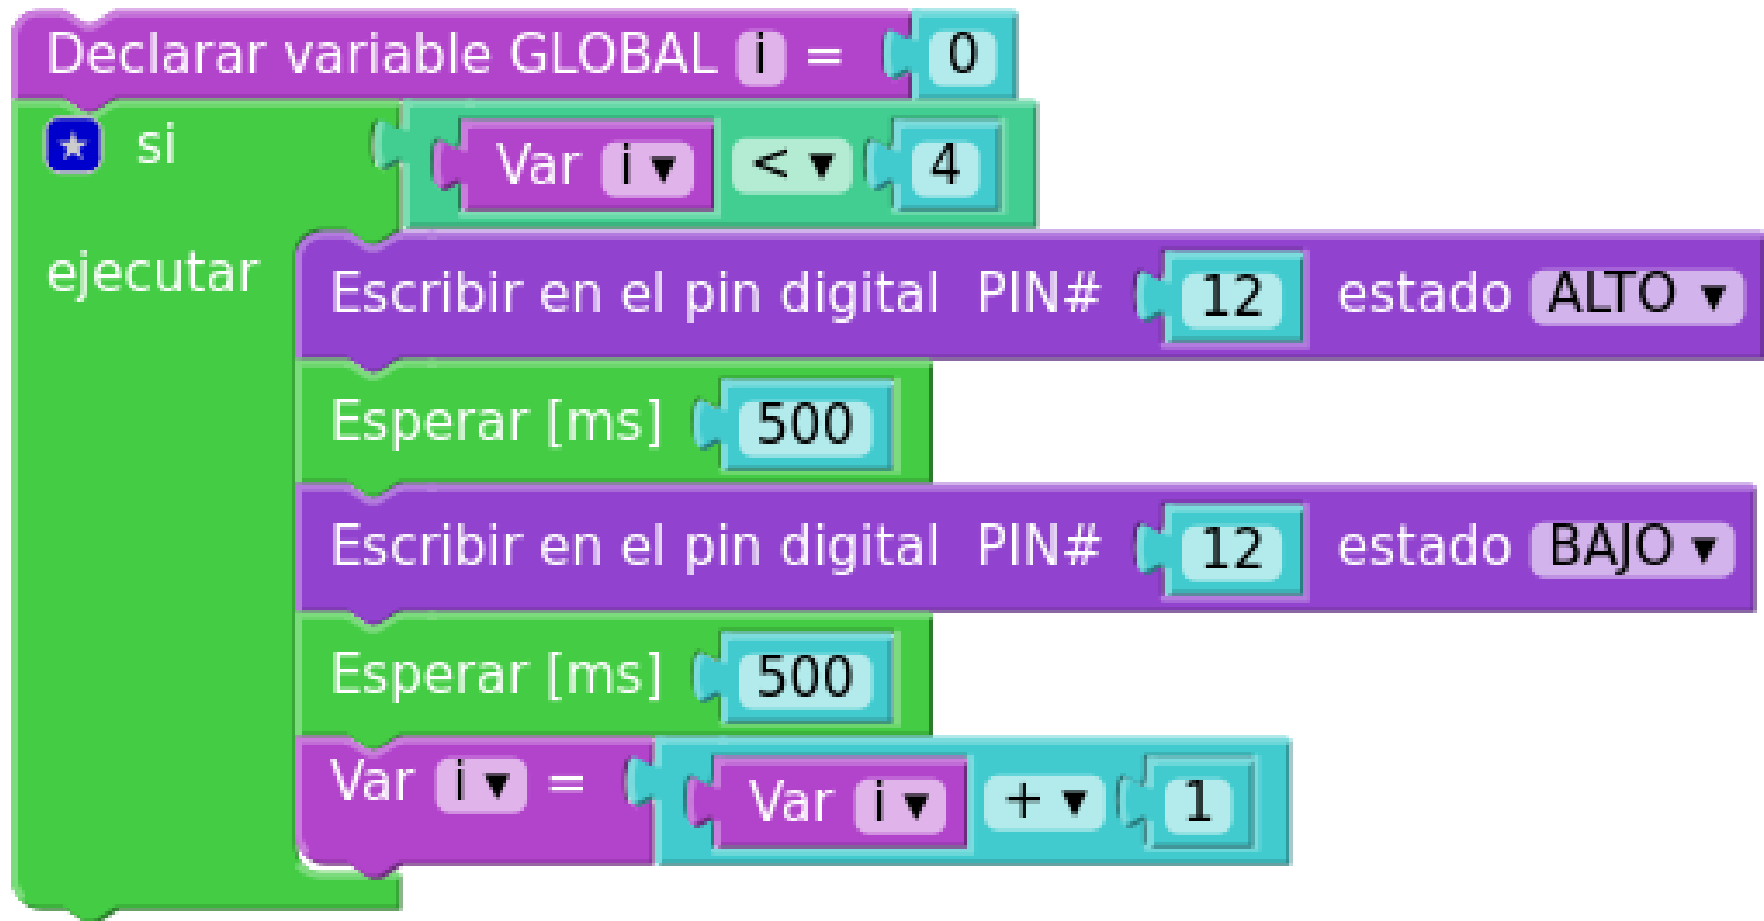 Declarar variable GLOBAL i = 0
si Var i ▾ < ▾ 4
ejecutar Escribir en el pin digital PIN# 12 estado ALTO ▾
Esperar [ms] 500
Escribir en el pin digital PIN# 12 estado BAJO ▾
Esperar [ms] 500
Var i ▾ = Var i ▾ + ▾ 1